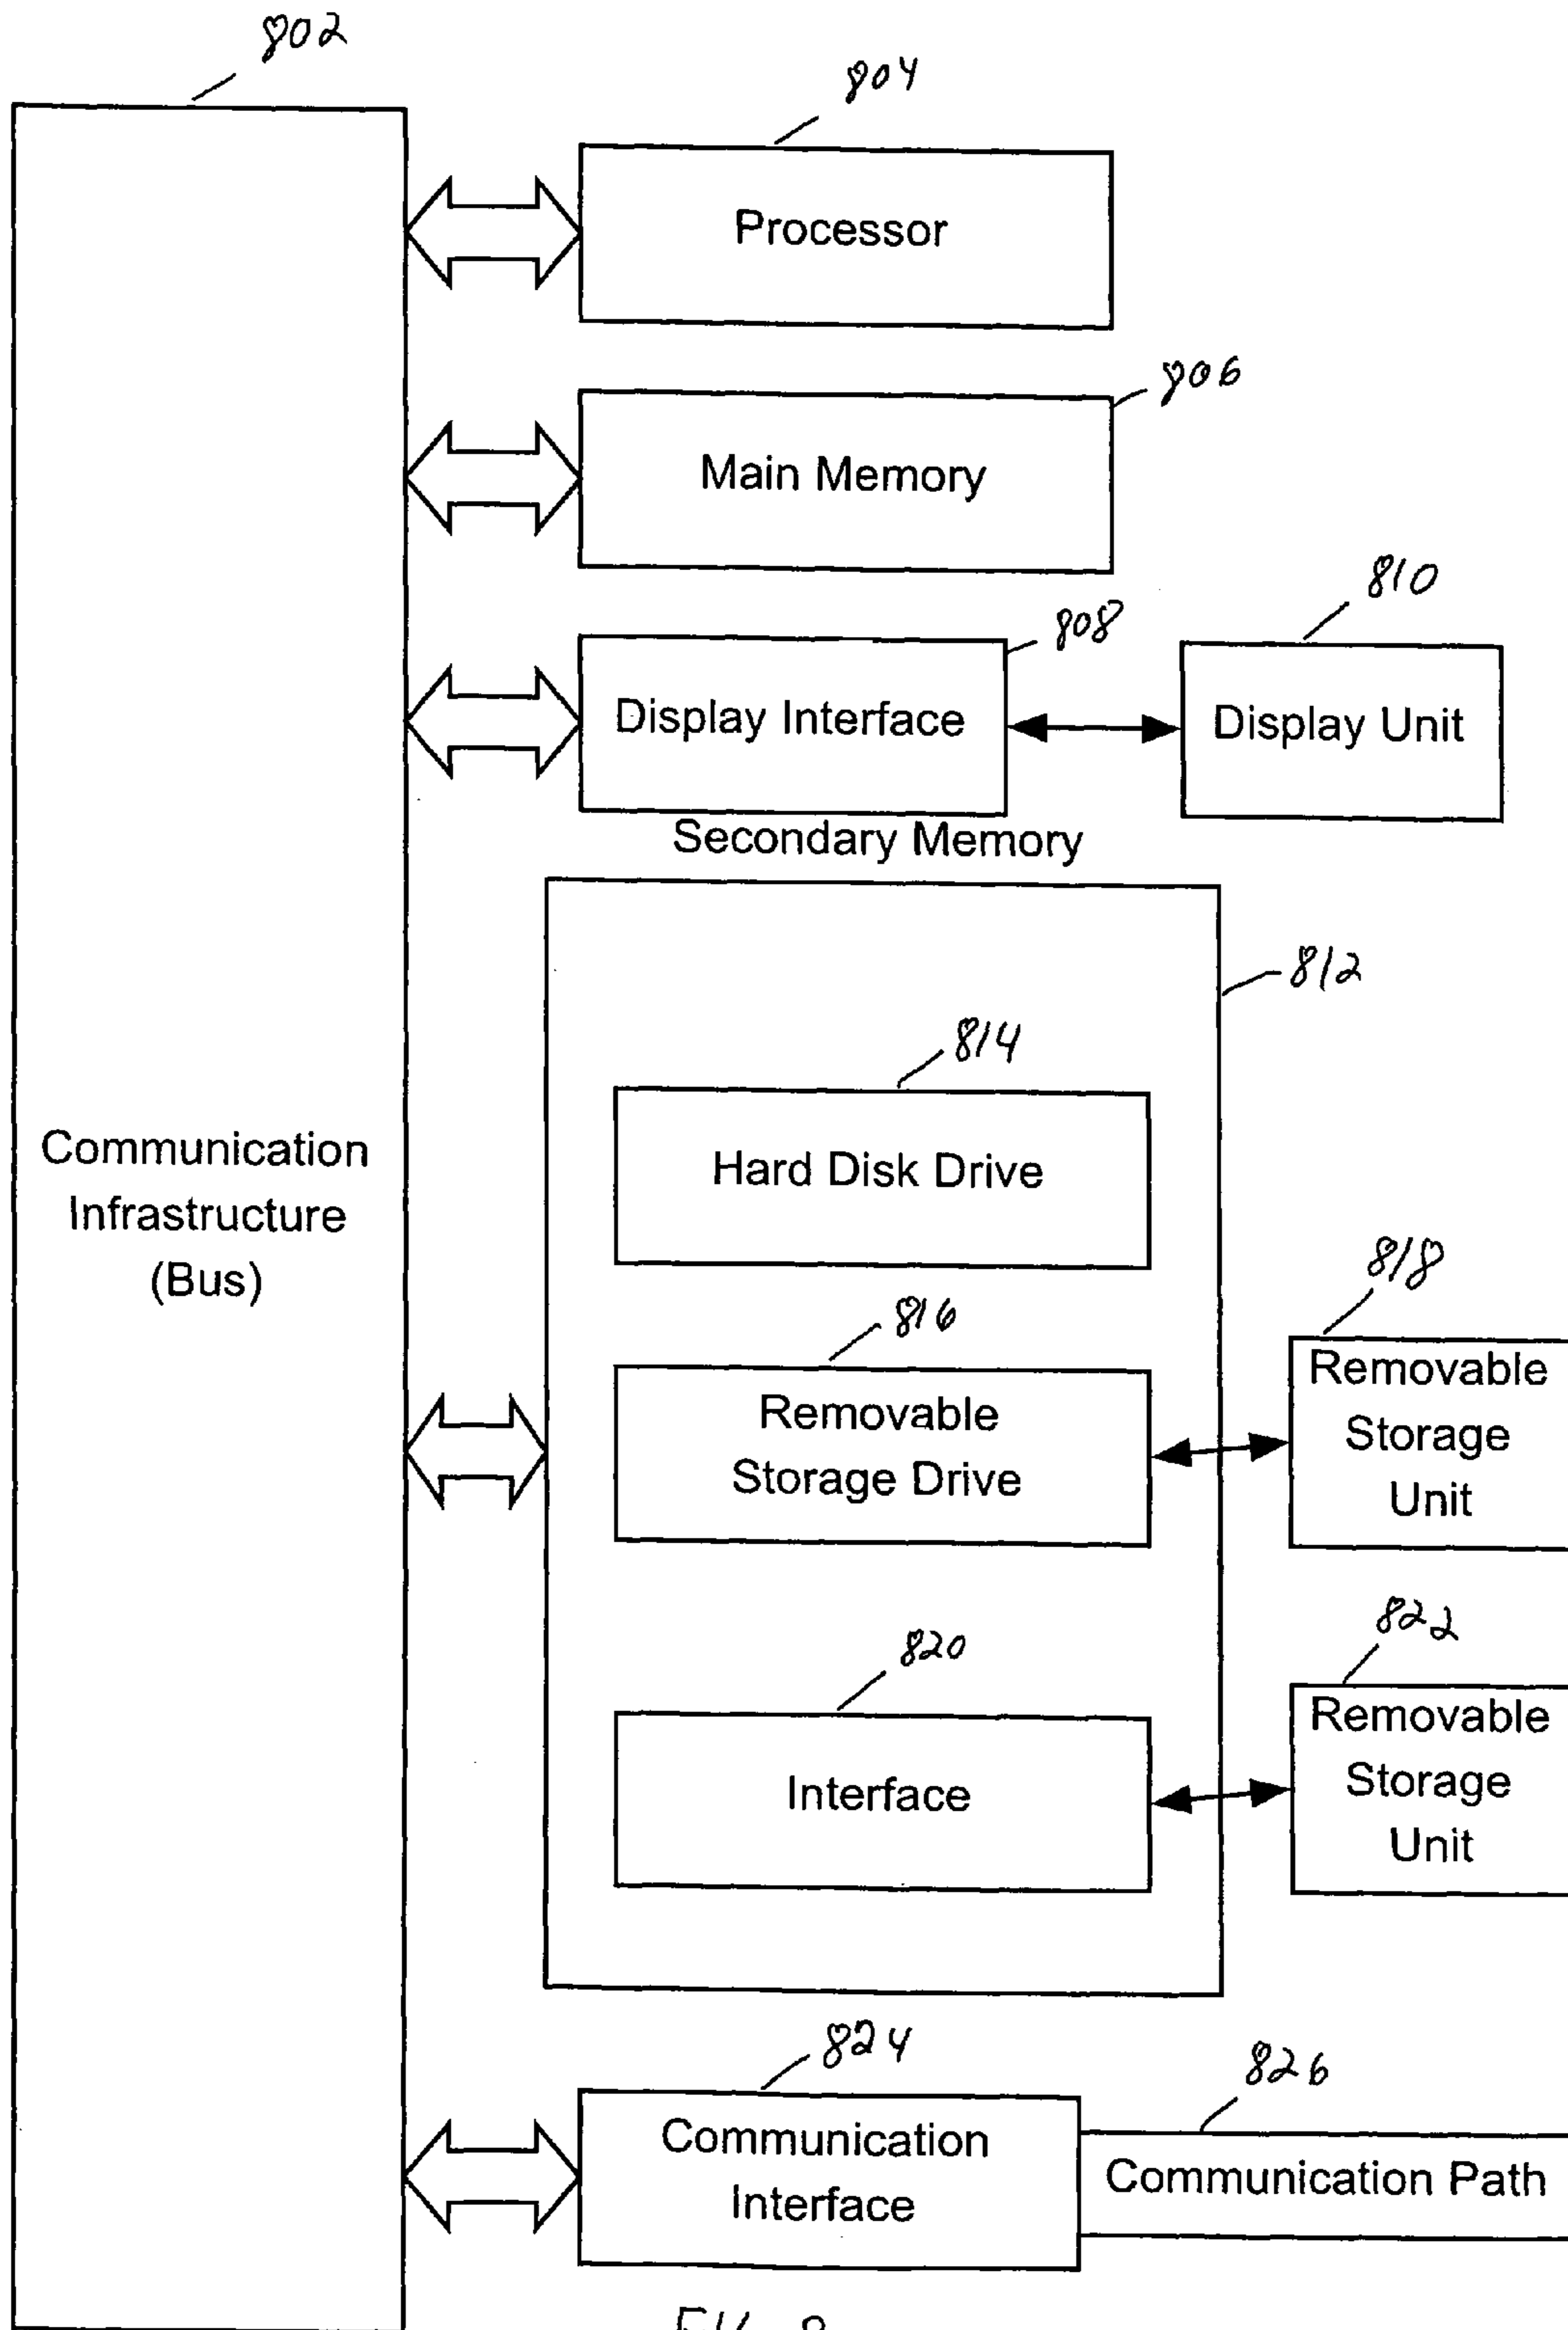 802
804
Processor
806
Main Memory
808
810
Display Interface
Display Unit
Secondary Memory
812
814
Hard Disk Drive
Communication
Infrastructure
(Bus)
816
818
Removable
Storage Drive
Removable
Storage
Unit
820
822
Interface
Removable
Storage
Unit
824
826
Communication
Interface
Communication Path